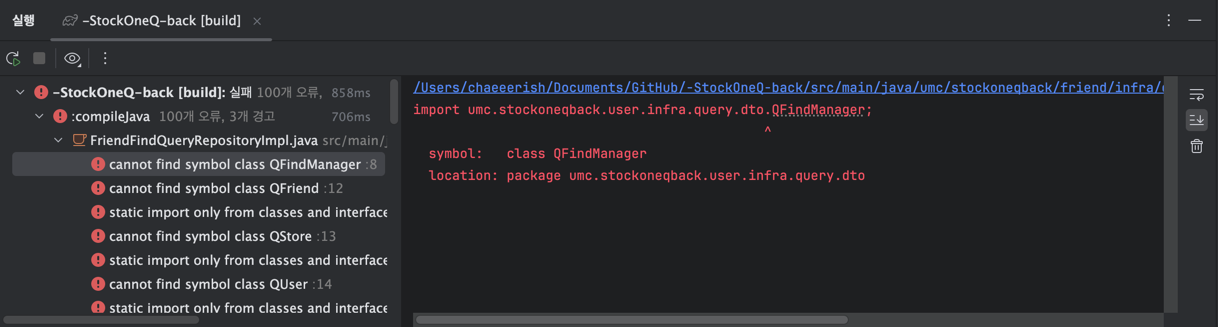 실행
-StockOneQ-back [build]
-StockOneQ-back [build]: 실패 100개 오류, 858ms
:compileJava 100개 오류, 3개 경고 706ms
FriendFindQueryRepositoryImpl.java src/main/
cannot find symbol class QFindManager :8
cannot find symbol class QFriend :12
static import only from classes and interface
cannot find symbol class QStore :13
static import only from classes and interface
cannot find symbol class QUser :14
static import only from classes and interface
/Users/chaeeerish/Documents/GitHub/-StockOneQ-back/src/main/java/umc/stockoneqback/friend/infra/
import umc.stockoneqback.user.infra.query.dto.QFindManager;
^
symbol: class QFindManager
location: package umc.stockoneqback.user.infra.query.dto